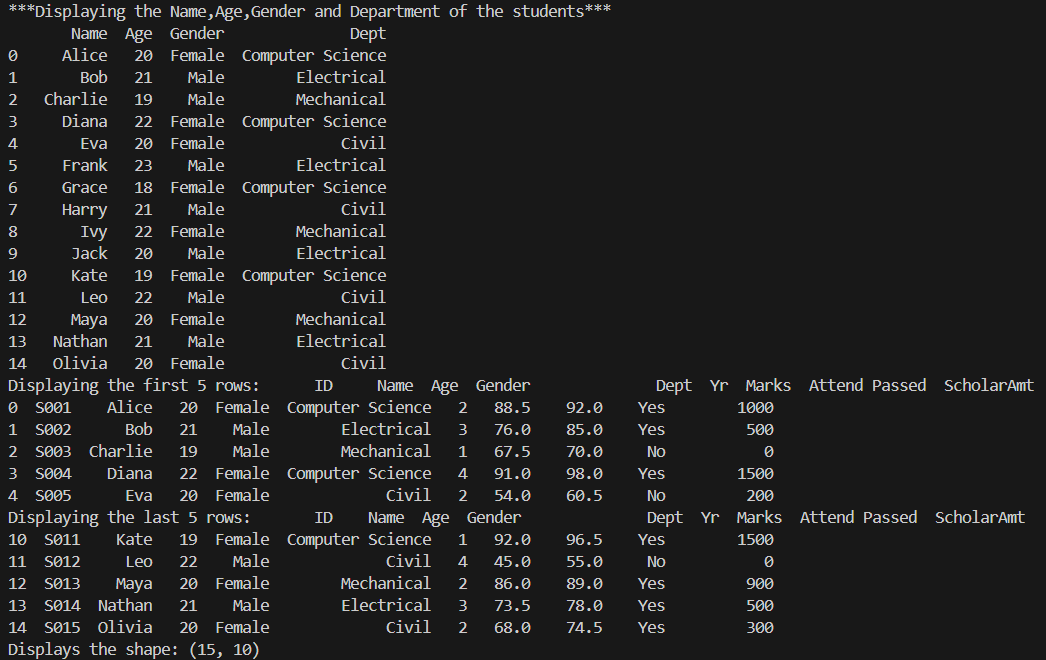 ***Displaying the Name,Age,Gender and Department of the students***
       Name  Age  Gender              Dept
0     Alice   20  Female  Computer Science
1       Bob   21    Male        Electrical
2   Charlie   19    Male        Mechanical
3     Diana   22  Female  Computer Science
4       Eva   20  Female             Civil
5     Frank   23    Male        Electrical
6     Grace   18  Female  Computer Science
7     Harry   21    Male             Civil
8       Ivy   22  Female        Mechanical
9      Jack   20    Male        Electrical
10     Kate   19  Female  Computer Science
11      Leo   22    Male             Civil
12     Maya   20  Female        Mechanical
13   Nathan   21    Male        Electrical
14   Olivia   20  Female             Civil
Displaying the first 5 rows:      ID     Name  Age  Gender              Dept  Yr  Marks  Attend Passed  ScholarAmt
0  S001    Alice   20  Female  Computer Science   2   88.5    92.0    Yes        1000
1  S002      Bob   21    Male        Electrical   3   76.0    85.0    Yes         500
2  S003  Charlie   19    Male        Mechanical   1   67.5    70.0     No           0
3  S004    Diana   22  Female  Computer Science   4   91.0    98.0    Yes        1500
4  S005      Eva   20  Female             Civil   2   54.0    60.5     No         200
Displaying the last 5 rows:       ID    Name  Age  Gender              Dept  Yr  Marks  Attend Passed  ScholarAmt
10  S011    Kate   19  Female  Computer Science   1   92.0    96.5    Yes        1500
11  S012     Leo   22    Male             Civil   4   45.0    55.0     No           0
12  S013    Maya   20  Female        Mechanical   2   86.0    89.0    Yes         900
13  S014  Nathan   21    Male        Electrical   3   73.5    78.0    Yes         500
14  S015  Olivia   20  Female             Civil   2   68.0    74.5    Yes         300
Displays the shape: (15, 10)